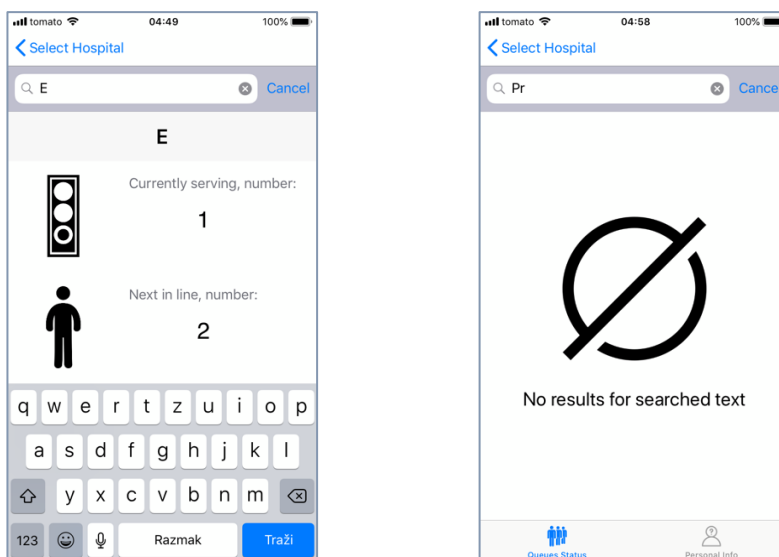 tomato 04:49 100%
Select Hospital
E Cancel
E
Currently serving, number:
1
Next in line, number:
2
q w e r t z u i o p
a s d f g h j k l
y x c v b n m
123 Razmak Traži
tomato 04:58 100%
Select Hospital
Pr Cance
No results for searched text
Queues Status Personal Info